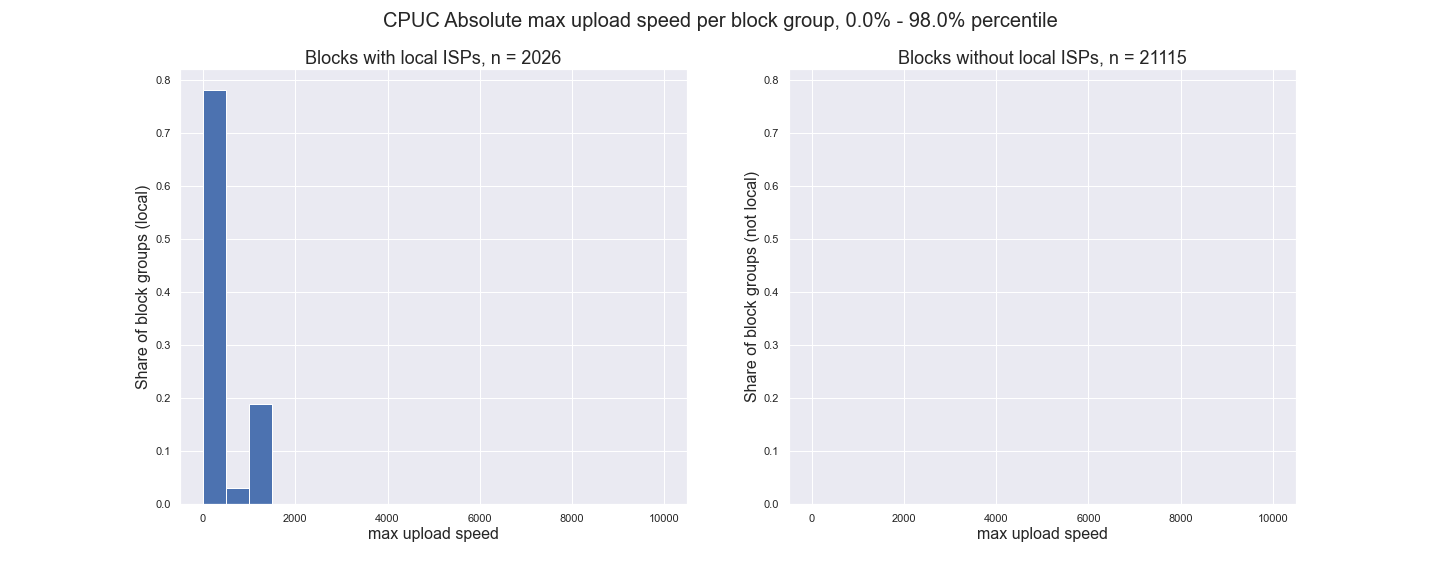 CPUC Absolute max upload speed per block group, 0.0% - 98.0% percentile
Blocks with local ISPs, n = 2026
Share of block groups (local)
0.8
0.7
0.6
0.5
0.4
0.3
0.2
0.1
0.0
0 2000 4000 6000 8000 10000
max upload speed
Blocks without local ISPs, n = 21115
Share of block groups (not local)
0.8
0.7
0.6
0.5
0.4
0.3
0.2
0.1
0.0
0 2000 4000 6000 8000 10000
max upload speed